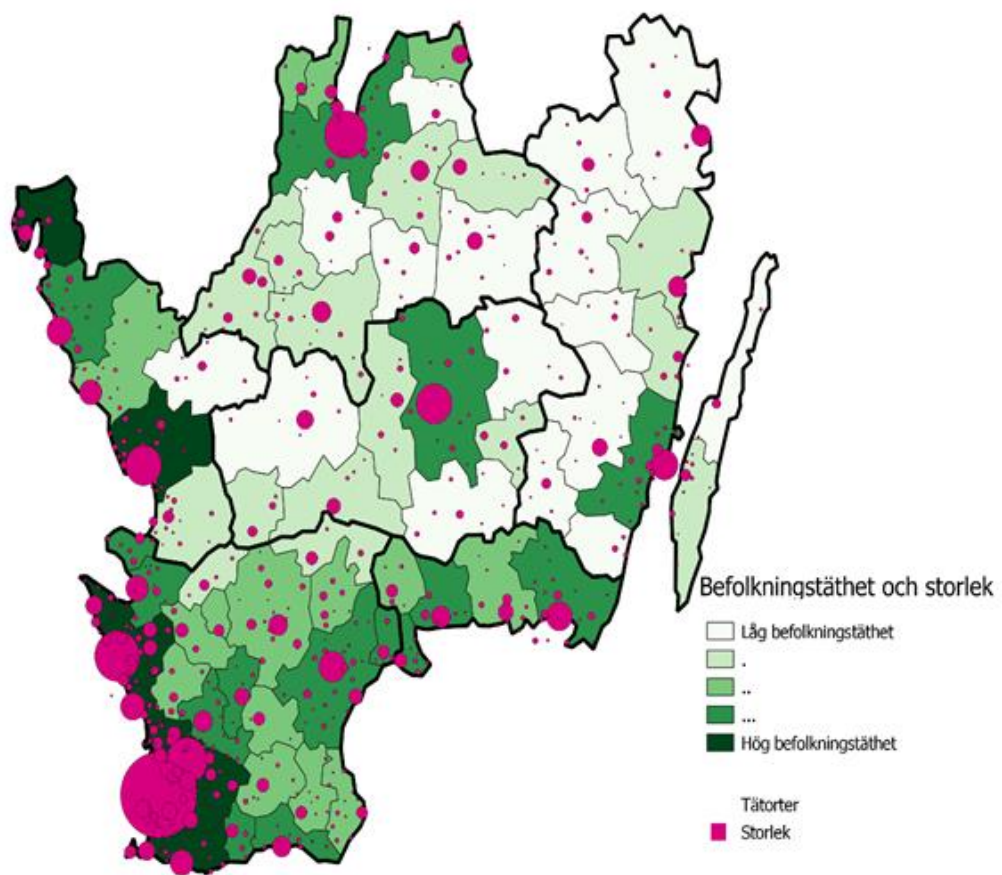 Befolkningstäthet och storlek
Låg befolkningstäthet
.
..
...
Hög befolkningstäthet
Tätorter
Storlek